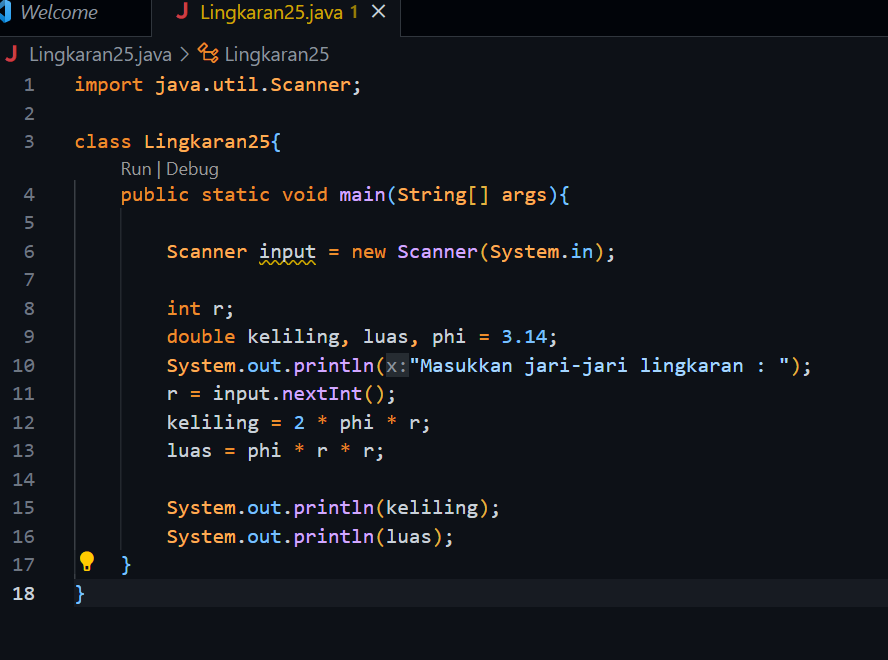 Welcome Lingkaran25.java 1
Lingkaran25.java > Lingkaran25
1 import java.util.Scanner;
2
3 class Lingkaran25{
Run | Debug
4 public static void main(String[] args){
5
6 Scanner input = new Scanner(System.in);
7
8 int r;
9 double keliling, luas, phi = 3.14;
10 System.out.println(x:"Masukkan jari-jari lingkaran : ");
11 r = input.nextInt();
12 keliling = 2 * phi * r;
13 luas = phi * r * r;
14
15 System.out.println(keliling);
16 System.out.println(luas);
17 }
18 }